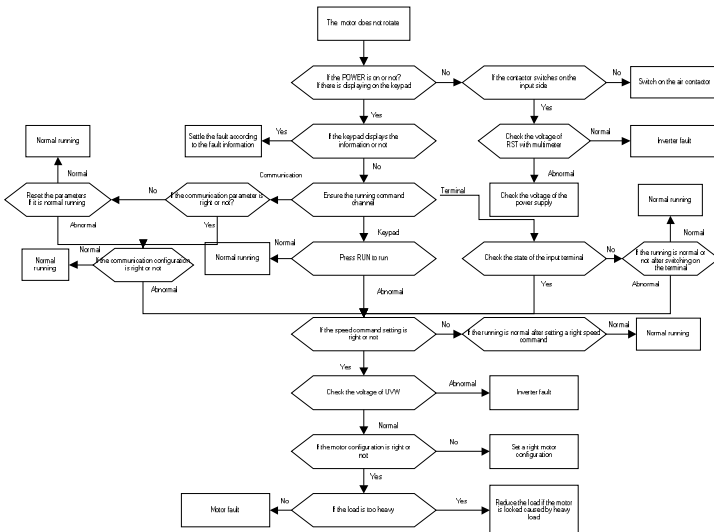 The motor does not rotate
If the POWER is on or not?
If there is displaying on the keypad
No
If the contactor switches on the
input side
No
Switch on the air contactor
Yes
Yes
Settle the fault according
to the fault information
Yes
If the keypad displays the
information or not
Check the voltage of
RST with multimeter
Normal
Inverter fault
Normal running
No
Abnormal
Normal
Communication
Reset the parameters
If it is normal running
No
If the communication parameter is
right or not?
Ensure the running command
channel
Terminal
Check the voltage of the
power supply
Normal running
Abnormal
Yes
Keypad
Normal
Normal
running
Normal
If the communication configuration
is right or not
Normal running
Normal
Press RUN to run
Check the state of the input terminal
No
If the running is normal or
not after switching on
the terminal
Abnormal
Abnormal
Yes
Abnormal
If the speed command setting is
right or not
No
If the running is normal after setting a right speed
command
Normal
Normal running
Yes
Check the voltage of UVW
Abnormal
Inverter fault
Normal
If the motor configuration is right or
not
No
Set a right motor
configuration
Yes
Motor fault
No
If the load is too heavy
Yes
Reduce the load if the motor
is locked caused by heavy
load